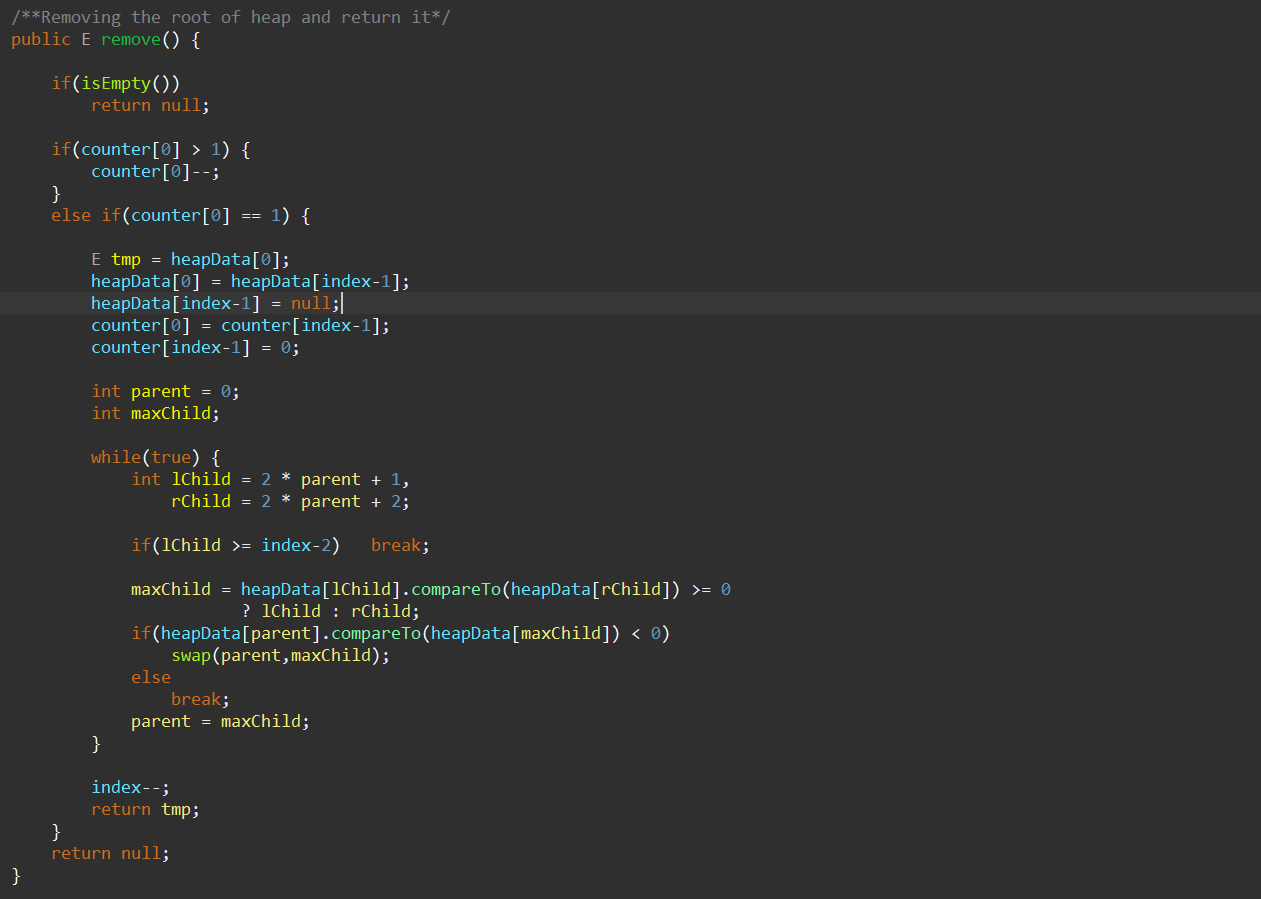 /**Removing the root of heap and return it*/
public E remove() {
if(isEmpty())
return null;
if(counter[0] > 1) {
counter[0]--;
}
else if(counter[0] == 1) {
E tmp = heapData[0];
heapData[0] = heapData[index-1];
heapData[index-1] = null;
counter[0] = counter[index-1];
counter[index-1] = 0;
int parent = 0;
int maxChild;
while(true) {
int lChild = 2 * parent + 1,
rChild = 2 * parent + 2;
if(lChild >= index-2)   break;
maxChild = heapData[lChild].compareTo(heapData[rChild]) >= 0
? lChild : rChild;
if(heapData[parent].compareTo(heapData[maxChild]) < 0)
swap(parent,maxChild);
else
break;
parent = maxChild;
}
index--;
return tmp;
}
return null;
}